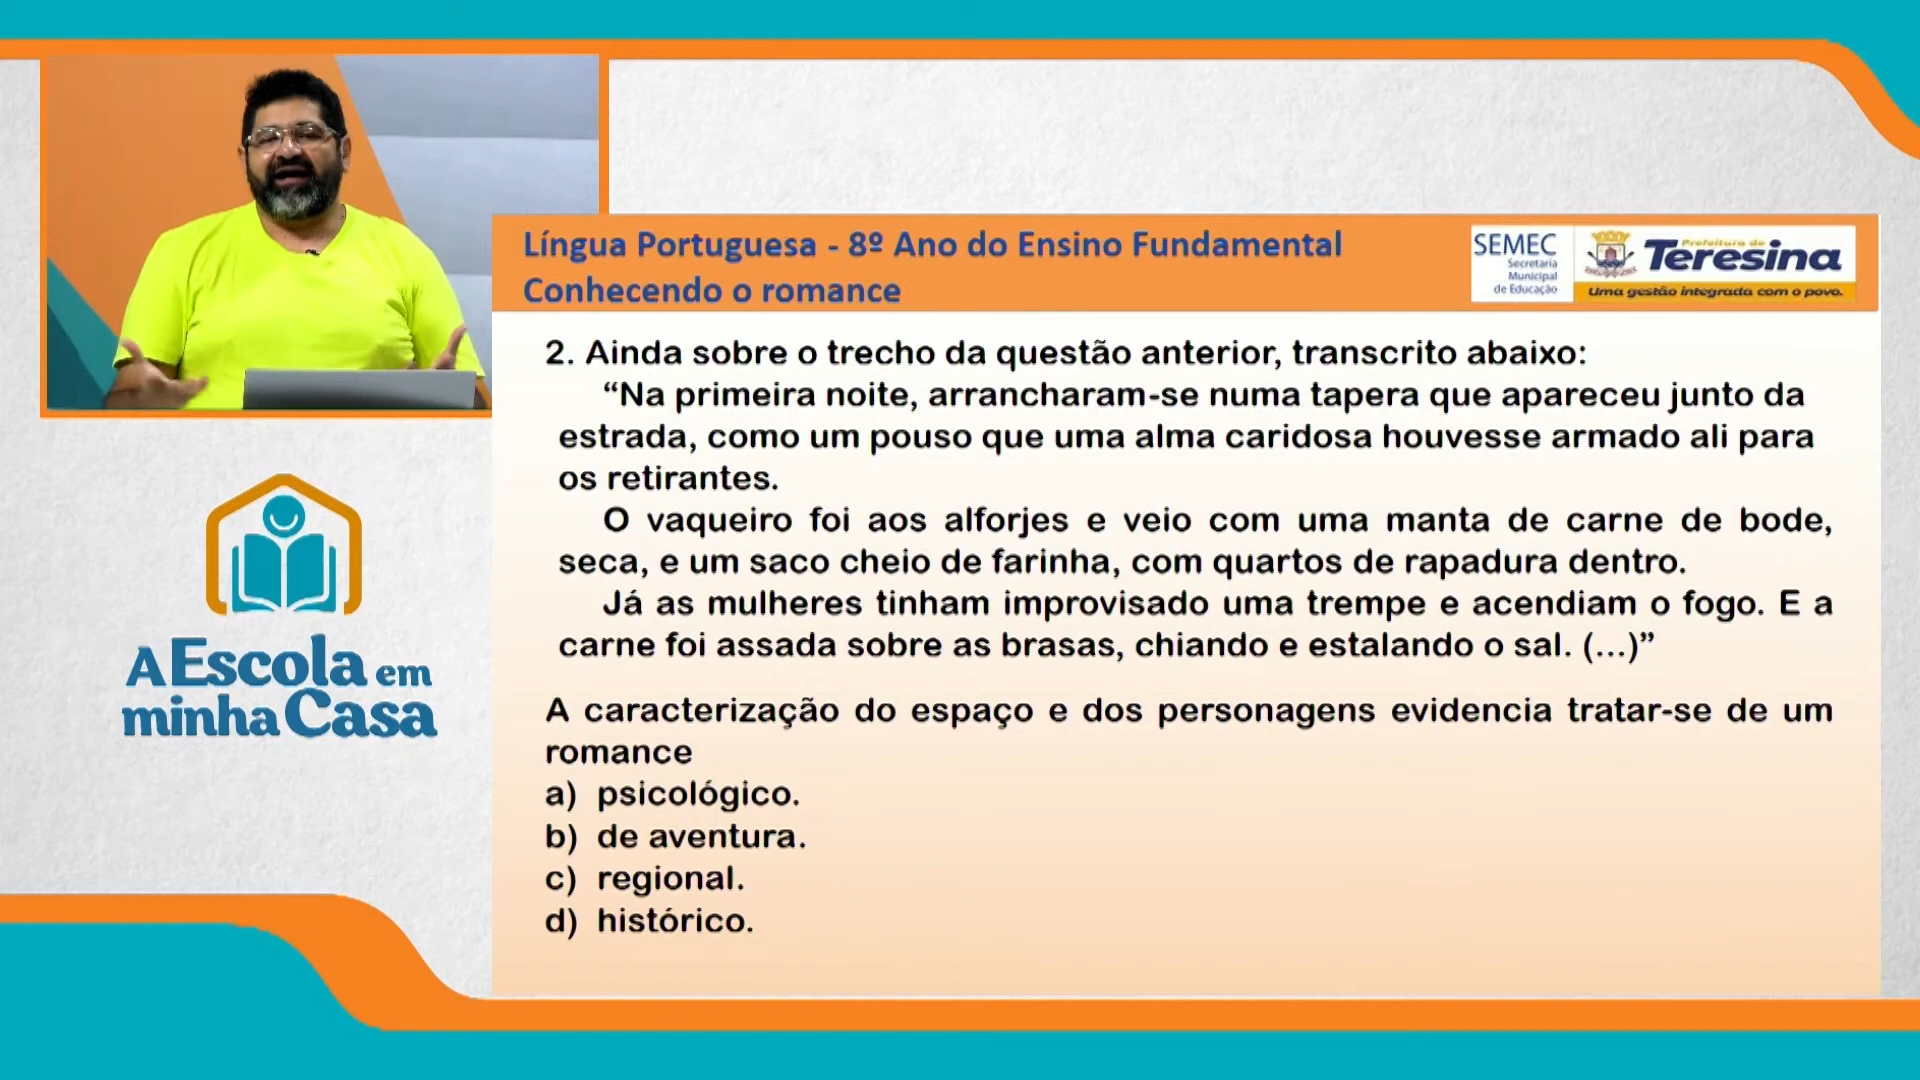 Língua Portuguesa - 8º Ano do Ensino Fundamental
Conhecendo o romance
SEMEC
Secretaria
Municipal
de Educação
Prefeitura de
Teresina
Uma gestão integrada com o povo.
2. Ainda sobre o trecho da questão anterior, transcrito abaixo:
“Na primeira noite, arrancharam-se numa tapera que apareceu junto da
estrada, como um pouso que uma alma caridosa houvesse armado ali para
os retirantes.
O vaqueiro foi aos alforjes e veio com uma manta de carne de bode,
seca, e um saco cheio de farinha, com quartos de rapadura dentro.
Já as mulheres tinham improvisado uma trempe e acendiam o fogo. E a
carne foi assada sobre as brasas, chiando e estalando o sal. (...)”
A caracterização do espaço e dos personagens evidencia tratar-se de um
romance
a) psicológico.
b) de aventura.
c) regional.
d) histórico.
A Escola em
minha Casa